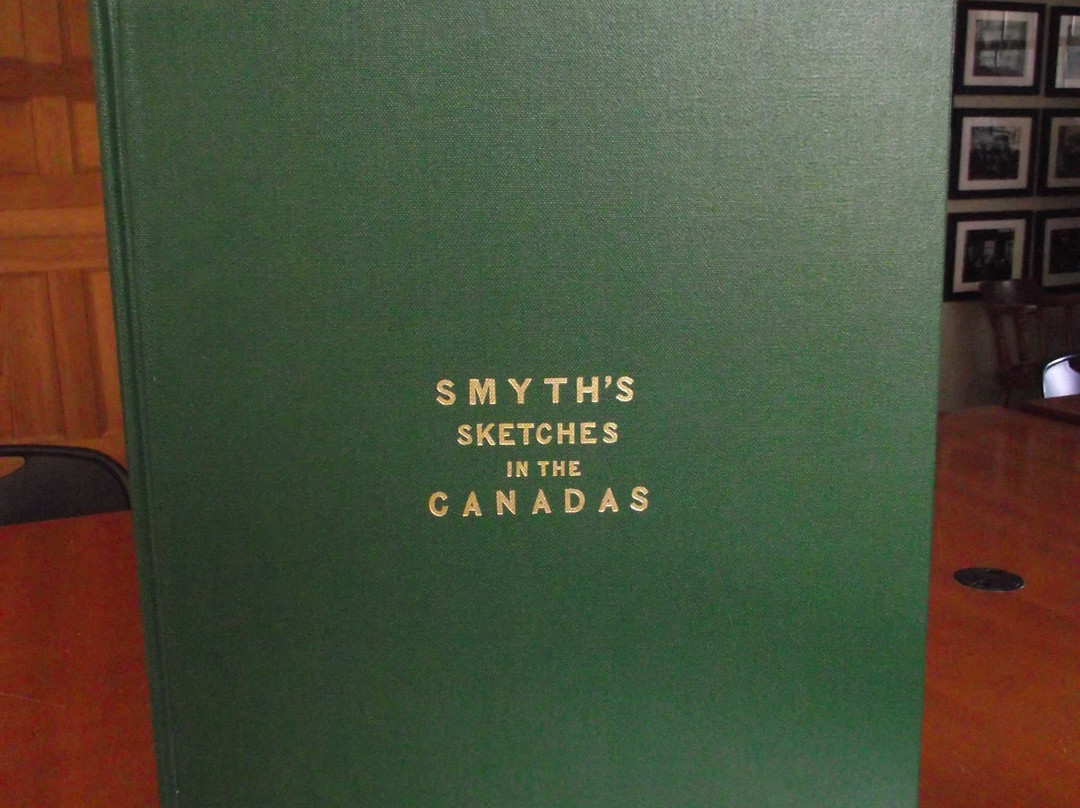 SMYTH'S
SKETCHES
IN THE
CANADAS